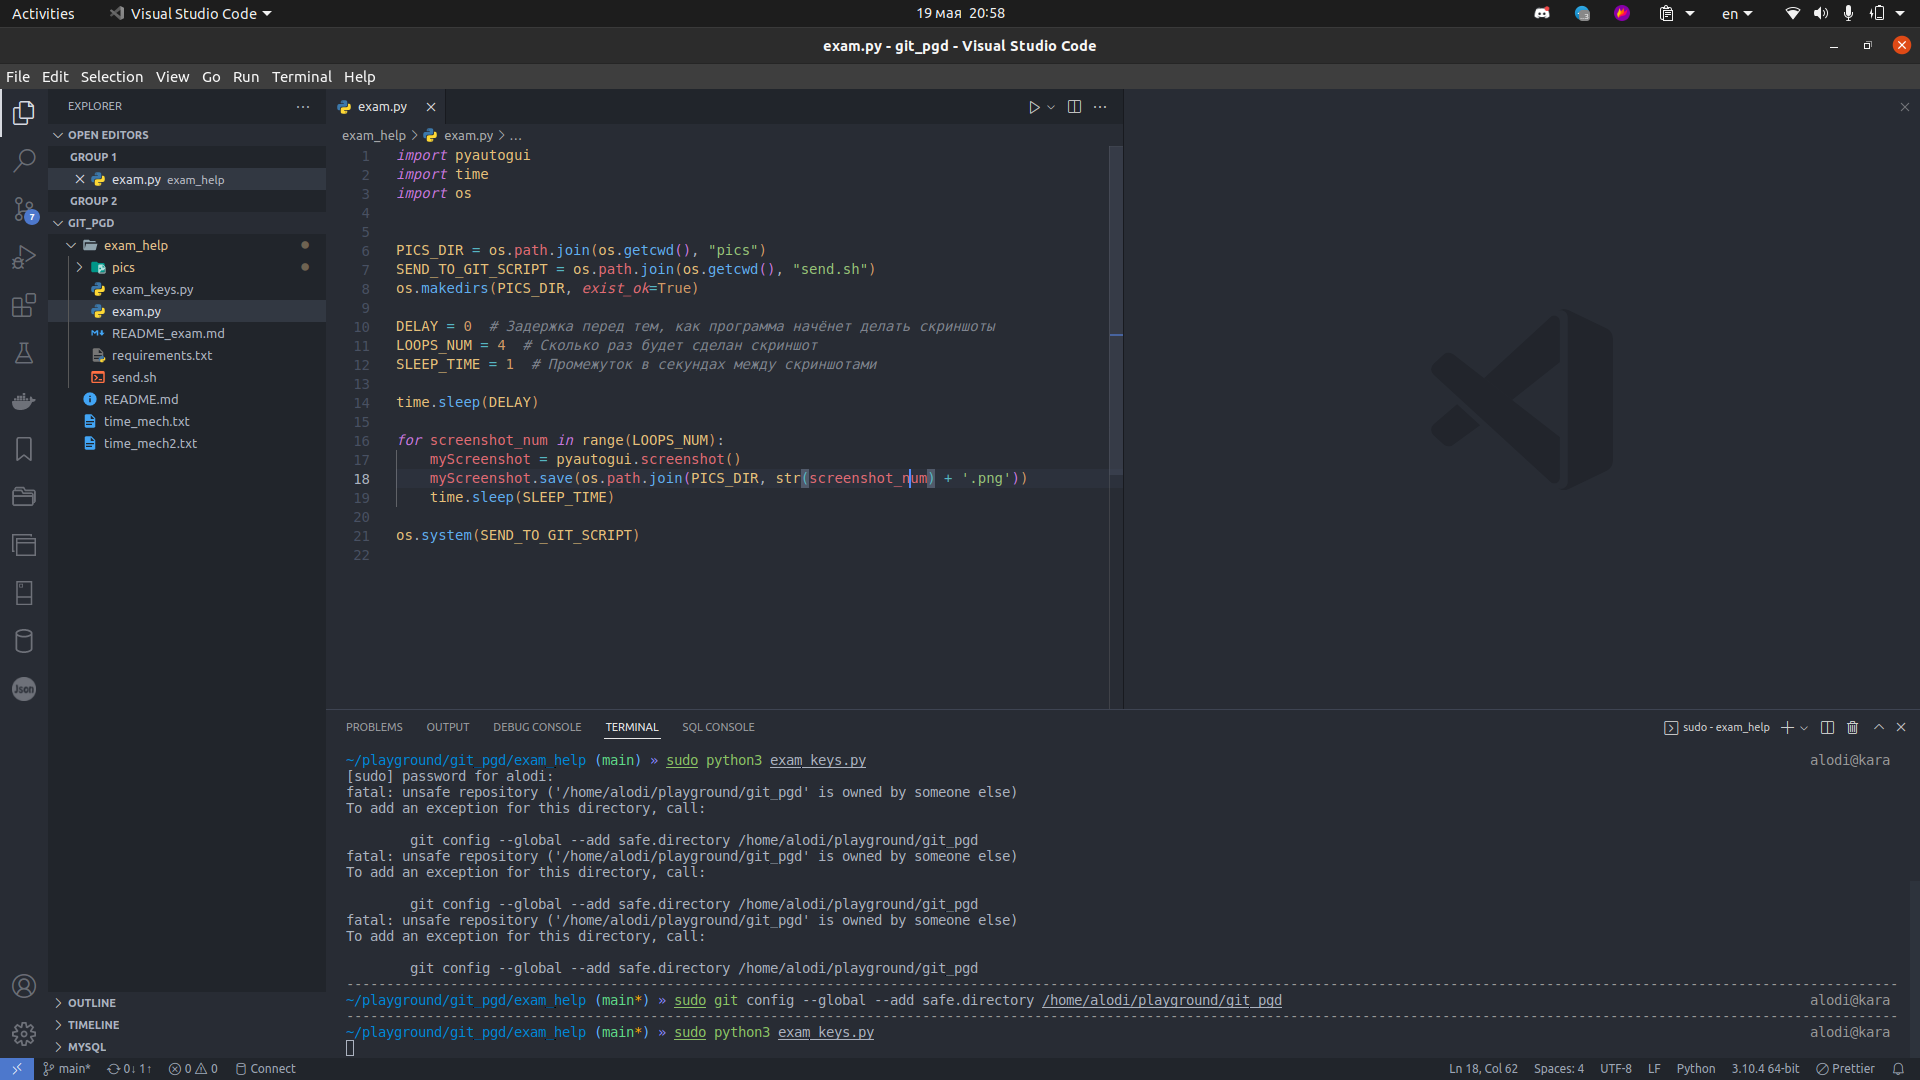 Activities Visual Studio Code 19 мая 20:58 en
exam.py - git_pgd - Visual Studio Code
File Edit Selection View Go Run Terminal Help
EXPLORER
OPEN EDITORS
GROUP 1
exam.py exam_help
GROUP 2
GIT_PGD
exam_help
pics
exam_keys.py
exam.py
README_exam.md
requirements.txt
send.sh
README.md
time_mech.txt
time_mech2.txt
OUTLINE
TIMELINE
MYSQL
7
Json
exam.py
exam_help > exam.py > ...
1 import pyautogui
2 import time
3 import os
4
5
6 PICS_DIR = os.path.join(os.getcwd(), "pics")
7 SEND_TO_GIT_SCRIPT = os.path.join(os.getcwd(), "send.sh")
8 os.makedirs(PICS_DIR, exist_ok=True)
9
10 DELAY = 0 # Задержка перед тем, как программа начёнет делать скриншоты
11 LOOPS_NUM = 4 # Сколько раз будет сделан скриншот
12 SLEEP_TIME = 1 # Промежуток в секундах между скриншотами
13
14 time.sleep(DELAY)
15
16 for screenshot_num in range(LOOPS_NUM):
17 myScreenshot = pyautogui.screenshot()
18 myScreenshot.save(os.path.join(PICS_DIR, str(screenshot_num) + '.png'))
19 time.sleep(SLEEP_TIME)
20
21 os.system(SEND_TO_GIT_SCRIPT)
22
PROBLEMS OUTPUT DEBUG CONSOLE TERMINAL SQL CONSOLE sudo - exam_help
~/playground/git_pgd/exam_help (main) » sudo python3 exam_keys.py alodi@kara
[sudo] password for alodi:
fatal: unsafe repository ('/home/alodi/playground/git_pgd' is owned by someone else)
To add an exception for this directory, call:
git config --global --add safe.directory /home/alodi/playground/git_pgd
fatal: unsafe repository ('/home/alodi/playground/git_pgd' is owned by someone else)
To add an exception for this directory, call:
git config --global --add safe.directory /home/alodi/playground/git_pgd
fatal: unsafe repository ('/home/alodi/playground/git_pgd' is owned by someone else)
To add an exception for this directory, call:
git config --global --add safe.directory /home/alodi/playground/git_pgd
~/playground/git_pgd/exam_help (main*) » sudo git config --global --add safe.directory /home/alodi/playground/git_pgd alodi@kara
~/playground/git_pgd/exam_help (main*) » sudo python3 exam_keys.py alodi@kara
main* 0↓ 1↑ 0 0 Connect Ln 18, Col 62 Spaces: 4 UTF-8 LF Python 3.10.4 64-bit Prettier